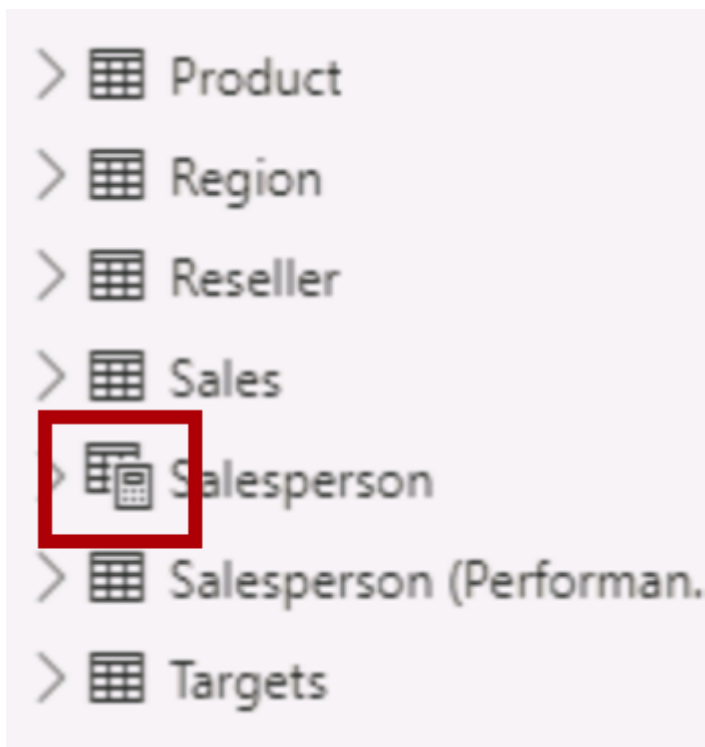 Product
Region
Reseller
Sales
Salesperson
Salesperson (Performan..
Targets